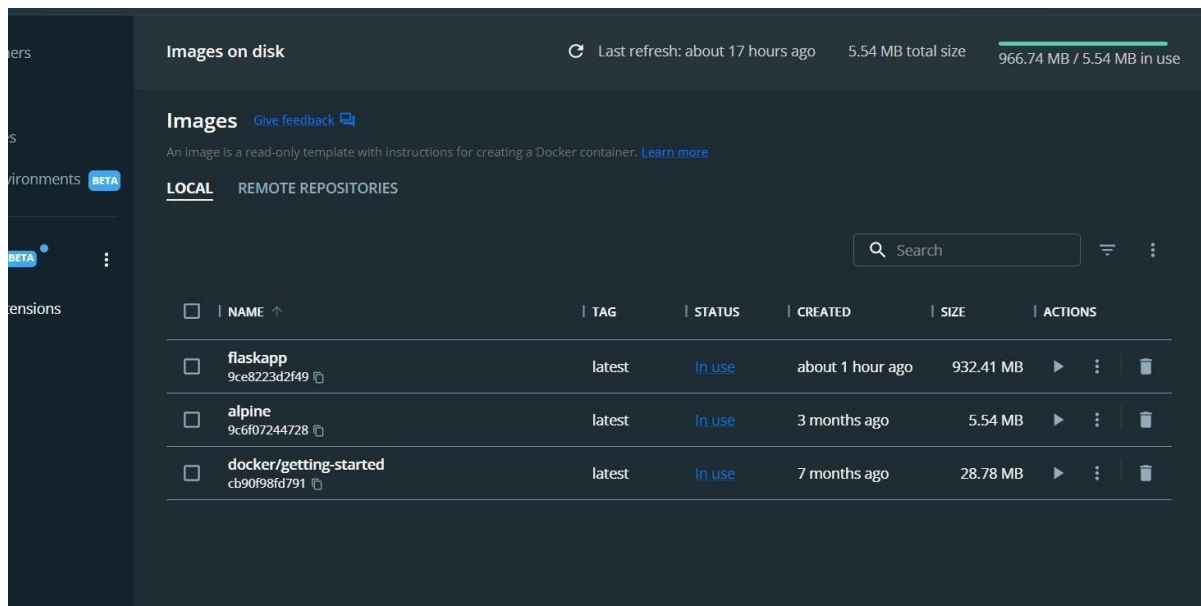 Images on disk
Last refresh: about 17 hours ago
5.54 MB total size
966.74 MB / 5.54 MB in use
ners
Images Give feedback
s
An image is a read-only template with instructions for creating a Docker container. Learn more
vironments BETA
LOCAL REMOTE REPOSITORIES
BETA
Search
tensions
NAME TAG STATUS CREATED SIZE ACTIONS
flaskapp latest In use about 1 hour ago 932.41 MB
9ce8223d2f49
alpine latest In use 3 months ago 5.54 MB
9c6f07244728
docker/getting-started latest In use 7 months ago 28.78 MB
cb90f98fd791